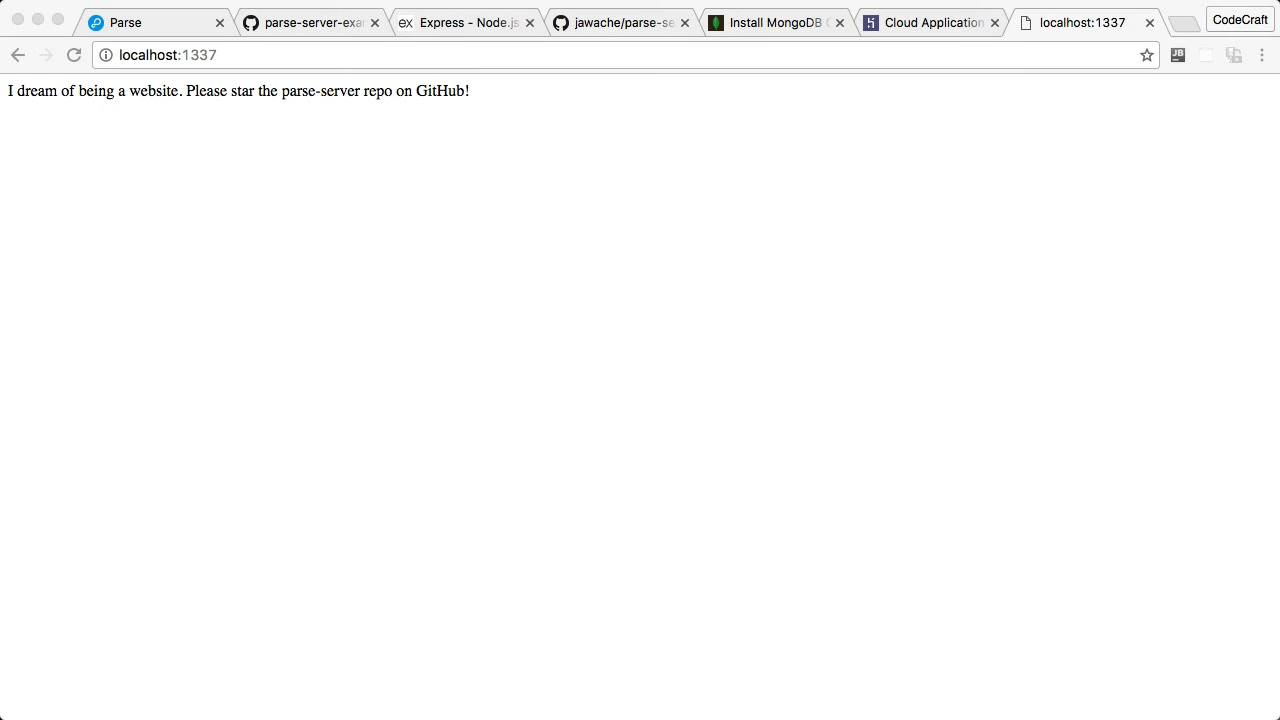 Parse
parse-server-exa
Express - Node.js
jawache/parse-se
Install MongoDB
Cloud Application
localhost:1337
CodeCraft
localhost:1337
JB
I dream of being a website. Please star the parse-server repo on GitHub!